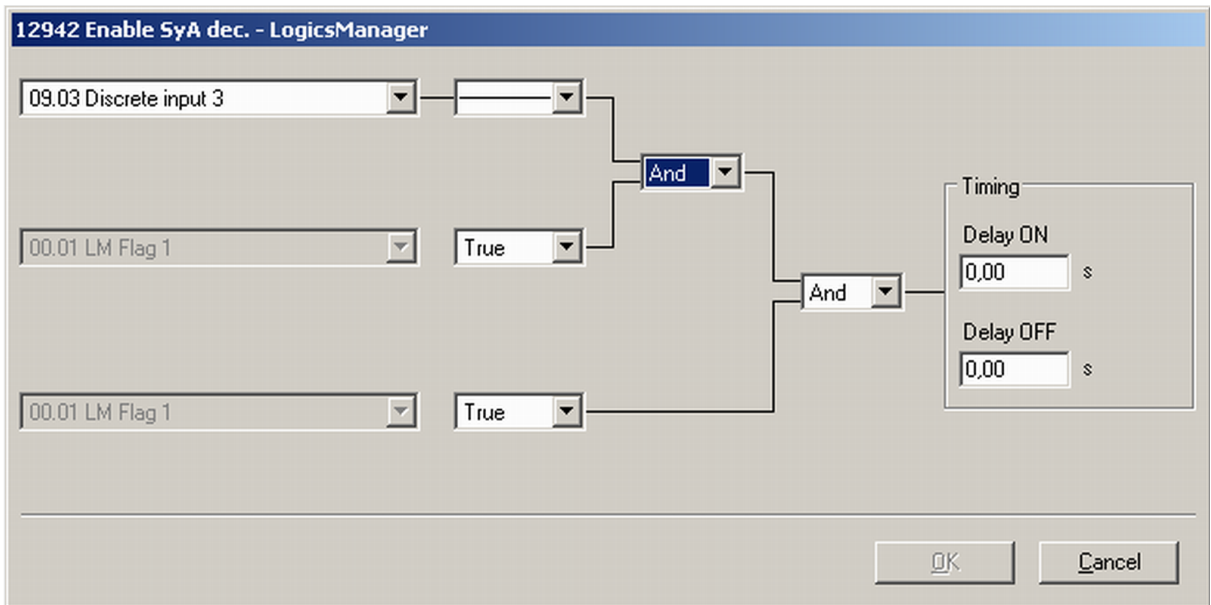 12942 Enable SyA dec. - LogicsManager
09.03 Discrete input 3
And
Timing
00.01 LM Flag 1 True
Delay ON
0,00 s
And
Delay OFF
0,00 s
00.01 LM Flag 1 True
OK Cancel